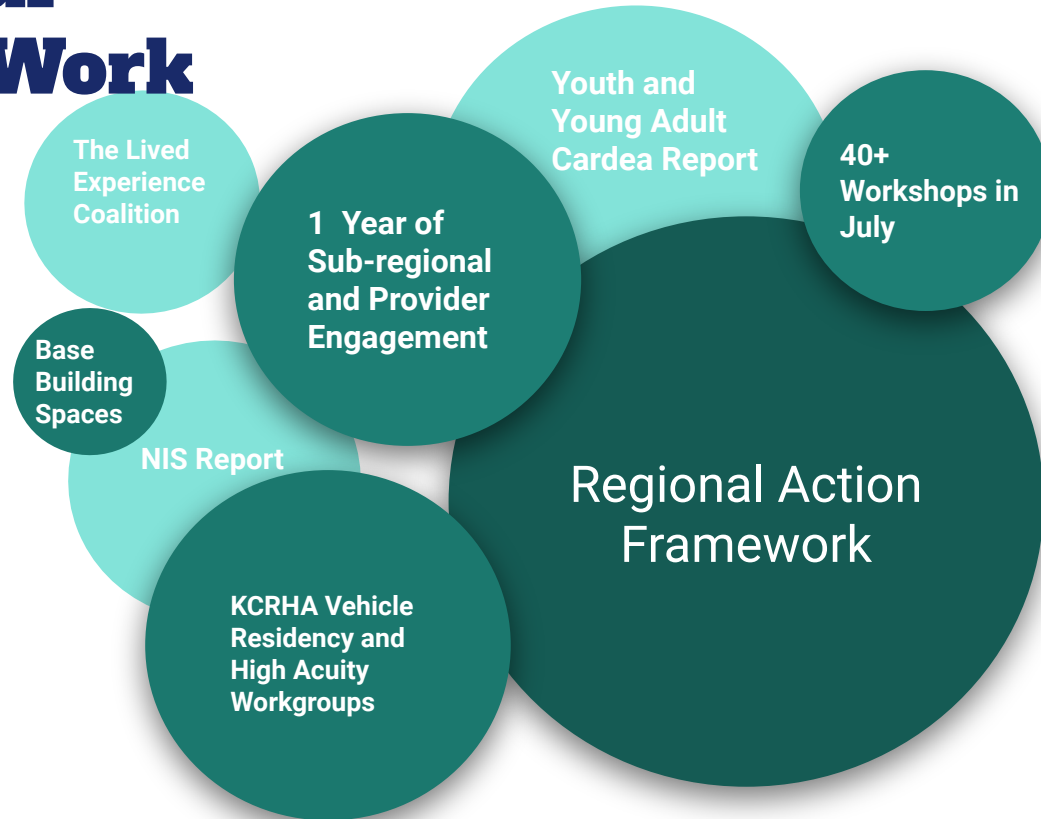 Work
The Lived
Experience
Coalition
1 Year of
Sub-regional
and Provider
Engagement
Youth and
Young Adult
Cardea Report
40+
Workshops in
July
Base
Building
Spaces
NIS Report
Regional Action
Framework
KCRHA Vehicle
Residency and
High Acuity
Workgroups